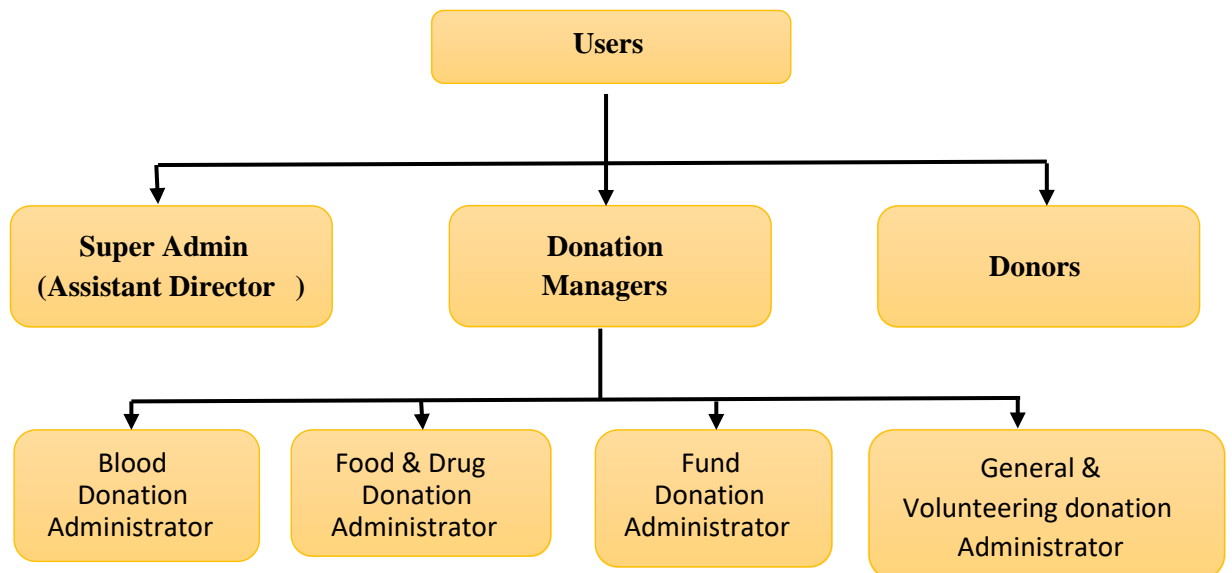 Users
Super Admin
(Assistant Director )
Donation
Managers
Donors
Blood
Donation
Administrator
Food & Drug
Donation
Administrator
Fund
Donation
Administrator
General &
Volunteering donation
Administrator